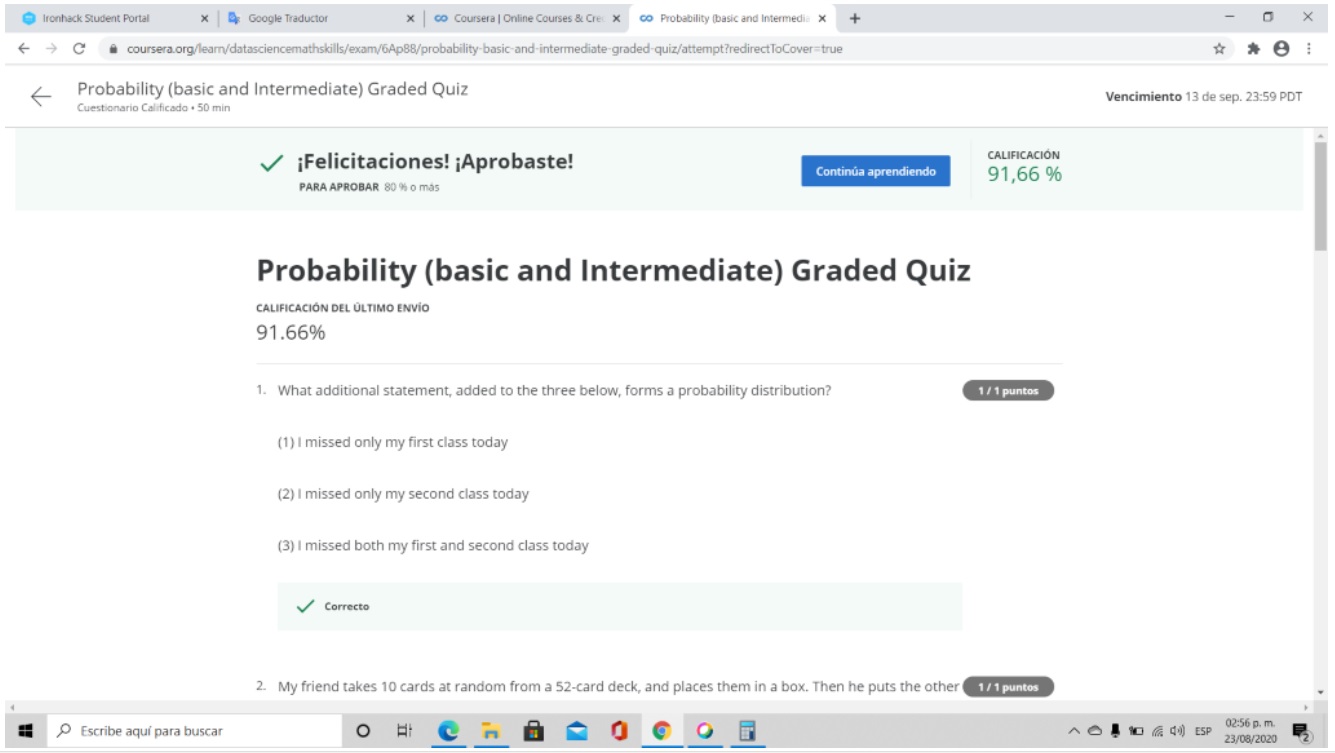 Ironhack Student Portal
Google Traductor
Coursera | Online Courses & Cre
Probability (basic and Intermedia
coursera.org/learn/datasciencemathskills/exam/6Ap88/probability-basic-and-intermediate-graded-quiz/attempt?redirectToCover=true
Probability (basic and Intermediate) Graded Quiz
Cuestionario Calificado • 50 min
Vencimiento 13 de sep. 23:59 PDT
¡Felicitaciones! ¡Aprobaste!
PARA APROBAR 80 % o más
Continúa aprendiendo
CALIFICACIÓN
91,66 %
Probability (basic and Intermediate) Graded Quiz
CALIFICACIÓN DEL ÚLTIMO ENVÍO
91.66%
1. What additional statement, added to the three below, forms a probability distribution?
1 / 1 puntos
(1) I missed only my first class today
(2) I missed only my second class today
(3) I missed both my first and second class today
Correcto
2. My friend takes 10 cards at random from a 52-card deck, and places them in a box. Then he puts the other
1 / 1 puntos
Escribe aquí para buscar
ESP
02:56 p. m.
23/08/2020
2